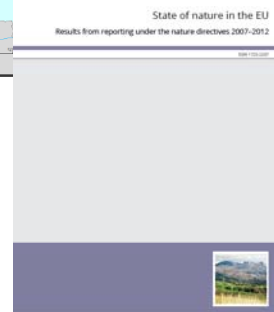 State of nature in the EU
Results from reporting under the nature directives 2007–2012